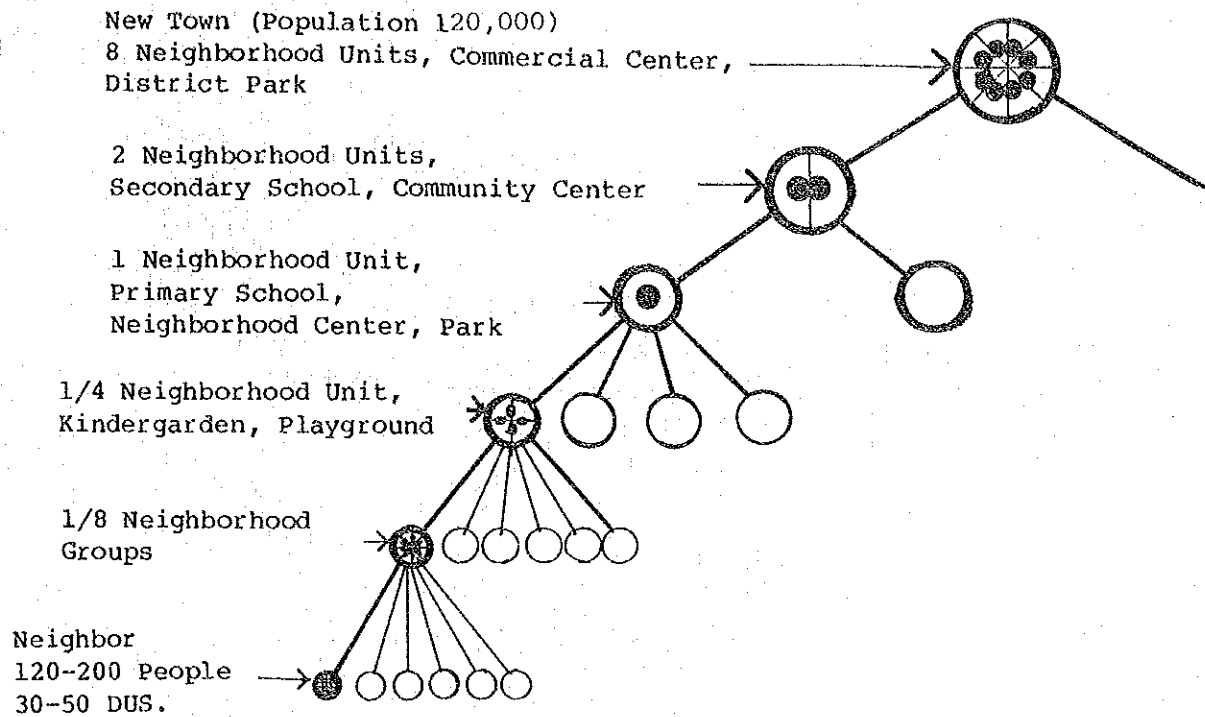 New Town (Population 120,000)
8 Neighborhood Units, Commercial Center,
District Park
2 Neighborhood Units,
Secondary School, Community Center
1 Neighborhood Unit,
Primary School,
Neighborhood Center, Park
1/4 Neighborhood Unit,
Kindergarden, Playground
1/8 Neighborhood
Groups
Neighbor
120-200 People
30-50 DUS.